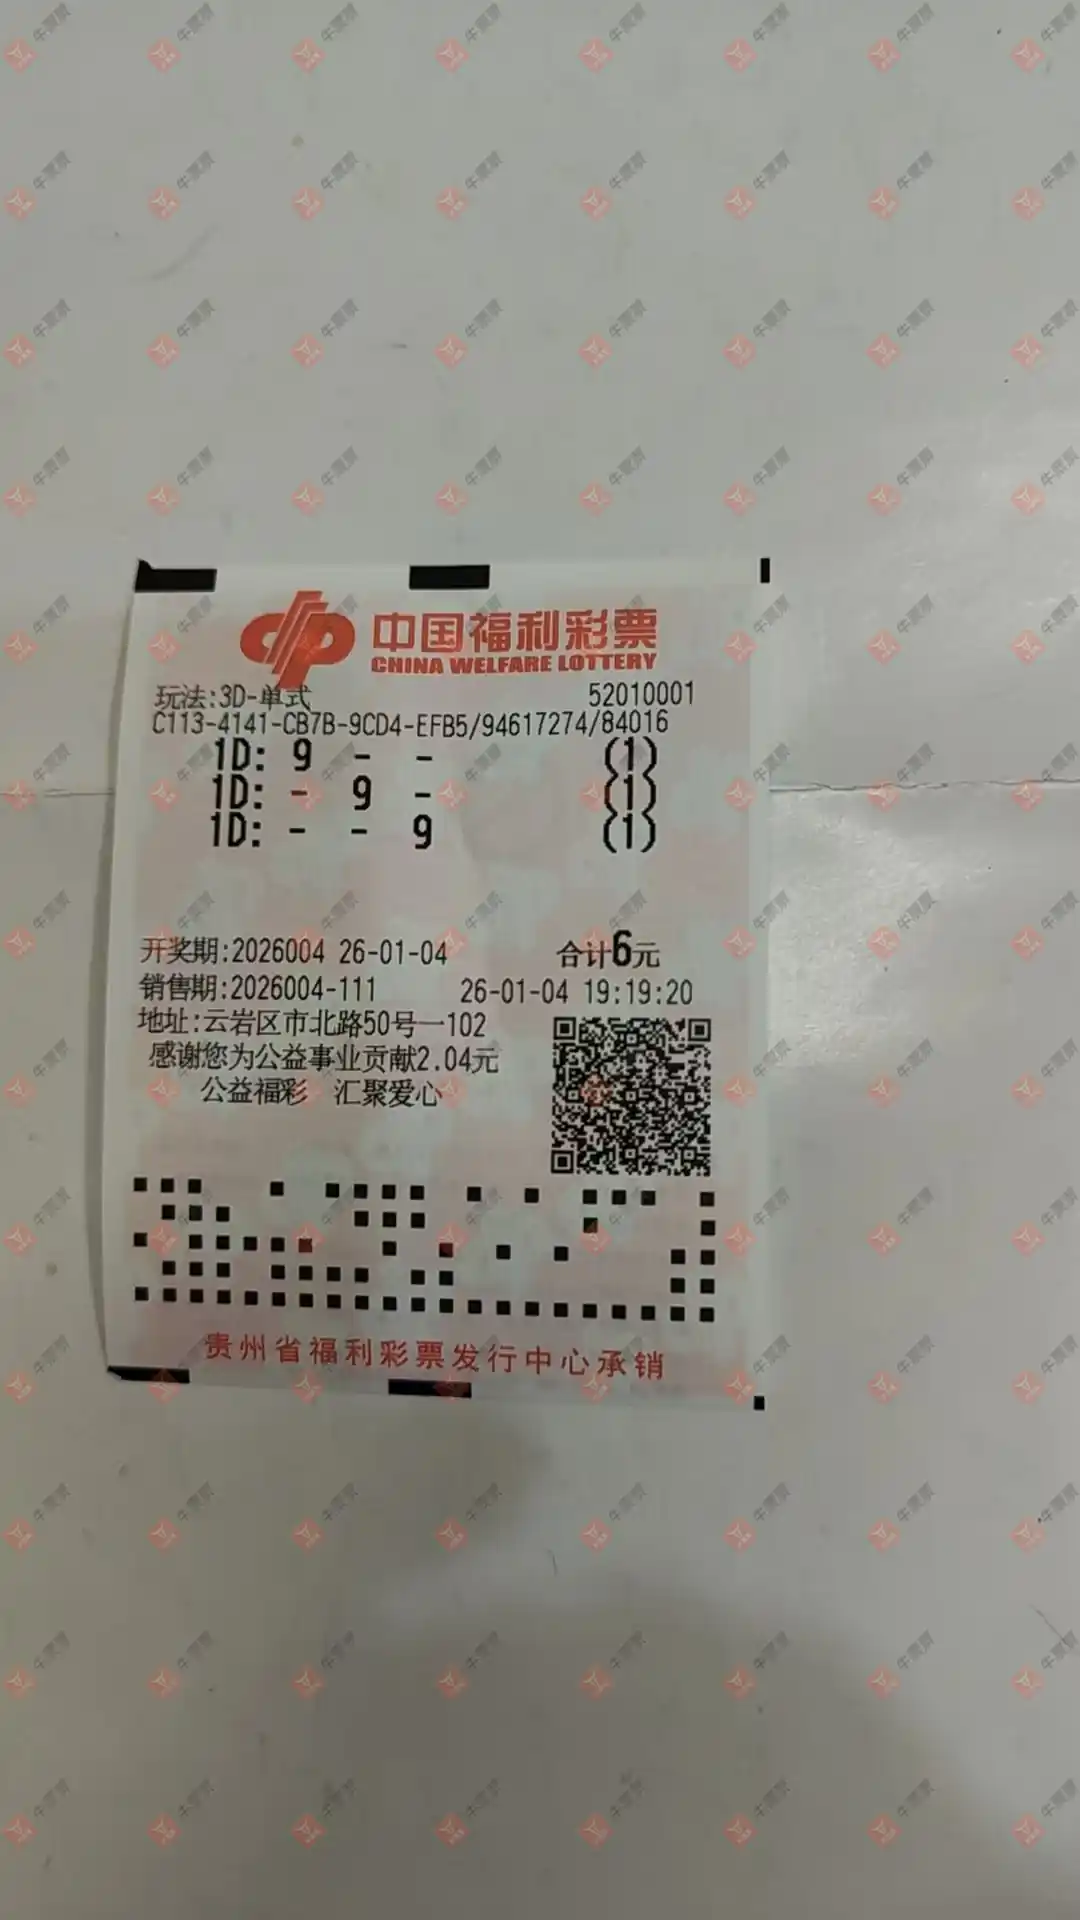 中国福利彩票
CHINA WELFARE LOTTERY
玩法:3D-单式 52010001
C113-4141-CB7B-9CD4-EFB5/94617274/84016
1D: 9 - - (1)
1D: - 9 - (1)
1D: - - 9 (1)
开奖期:2026004 26-01-04 合计6元
销售期:2026004-111 26-01-04 19:19:20
地址:云岩区市北路50号一102
感谢您为公益事业贡献2.04元
公益福彩 汇聚爱心
贵州省福利彩票发行中心承销